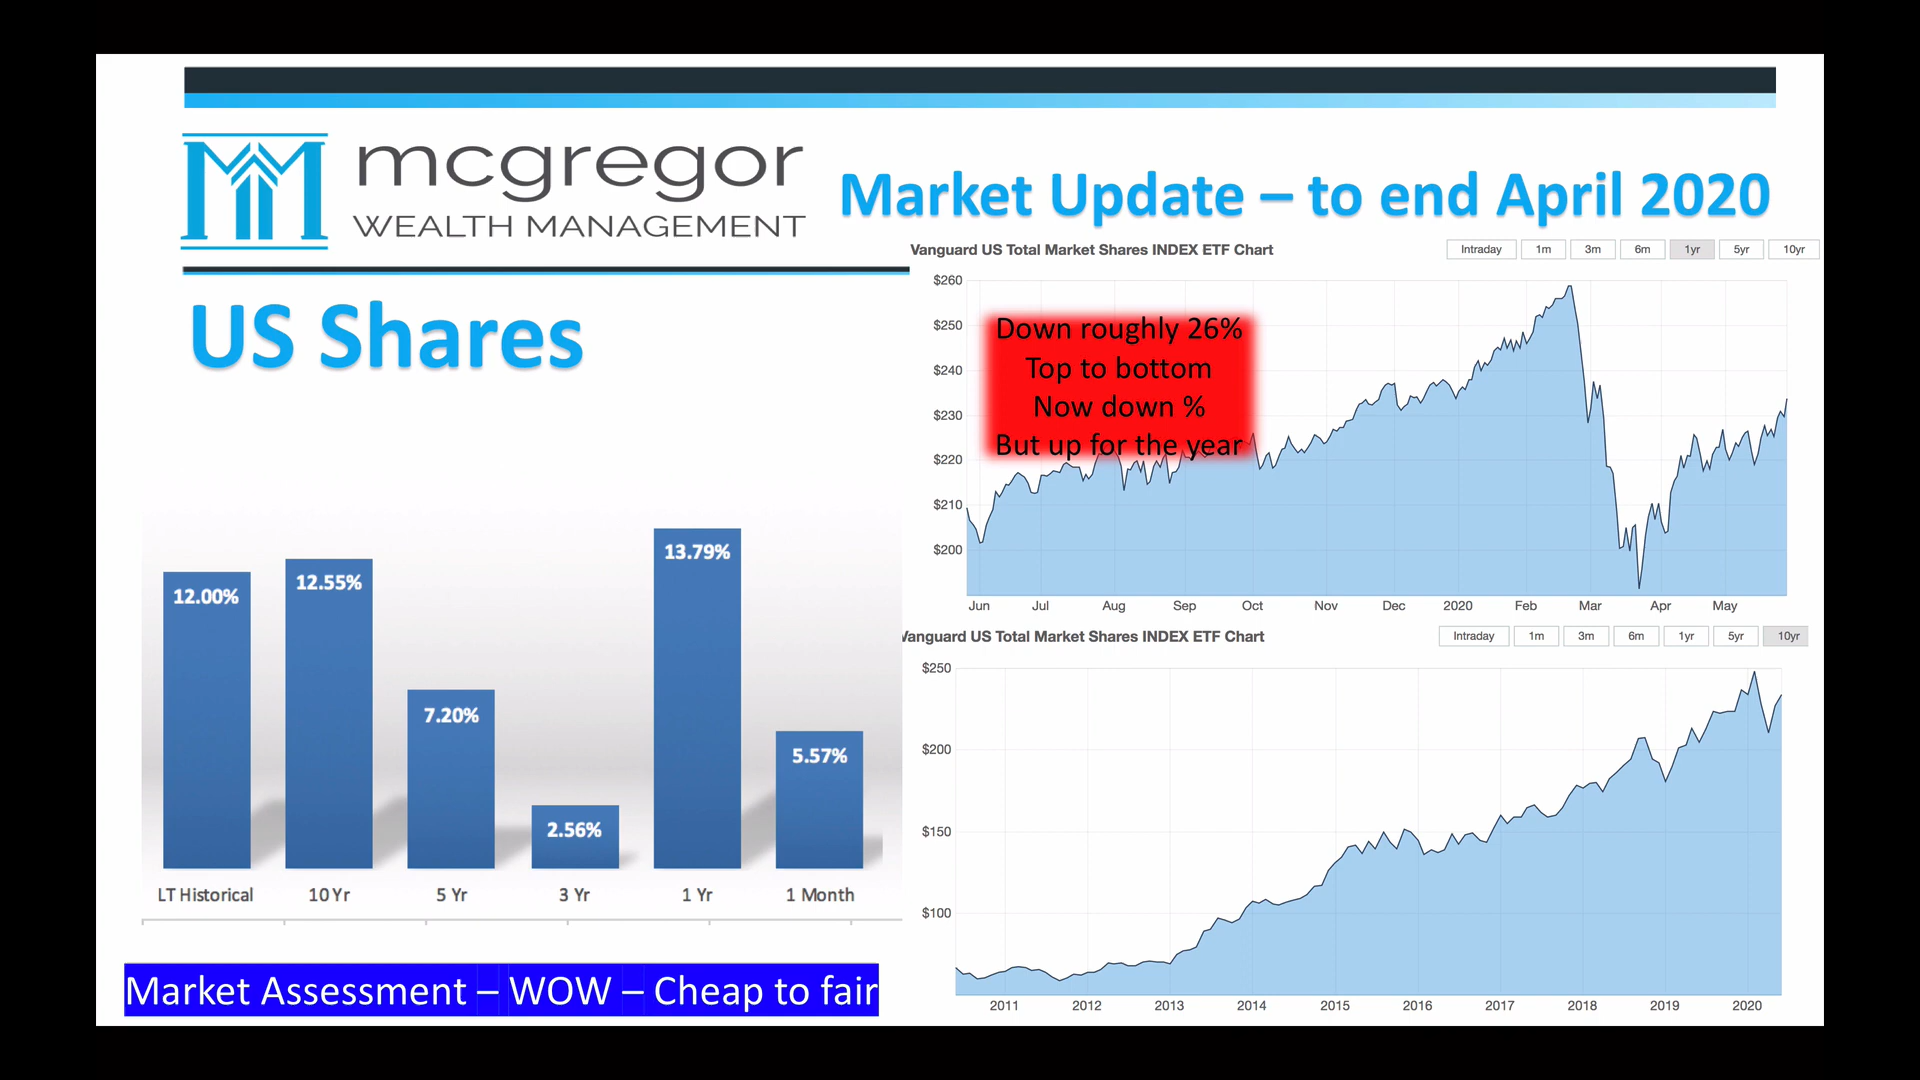 mcgregor
WEALTH MANAGEMENT
Market Update – to end April 2020
US Shares
Vanguard US Total Market Shares INDEX ETF Chart
Intraday 1m 3m 6m 1yr 5yr 10yr
$260
$250
$240
$230
$220
$210
$200
Down roughly 26%
Top to bottom
Now down %
But up for the year
Jun Jul Aug Sep Oct Nov Dec 2020 Feb Mar Apr May
12.00% 12.55% 7.20% 2.56% 13.79% 5.57%
LT Historical 10 Yr 5 Yr 3 Yr 1 Yr 1 Month
Vanguard US Total Market Shares INDEX ETF Chart
Intraday 1m 3m 6m 1yr 5yr 10yr
$250
$200
$150
$100
2011 2012 2013 2014 2015 2016 2017 2018 2019 2020
Market Assessment – WOW – Cheap to fair